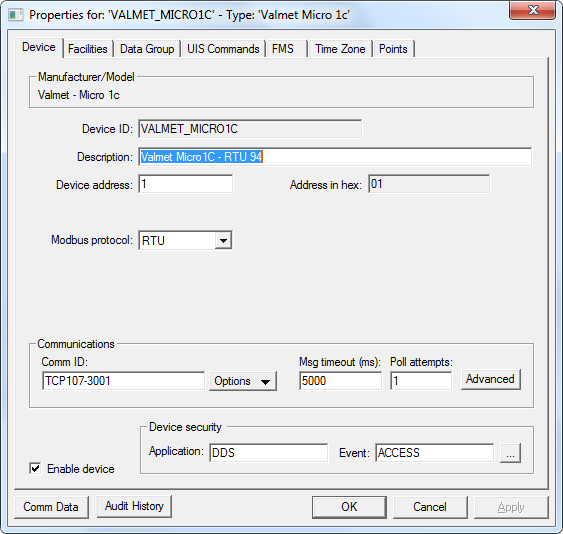 Properties for: 'VALMET_MICRO1C' - Type: 'Valmet Micro 1c'
Device Facilities Data Group UIS Commands FMS Time Zone Points
Manufacturer/Model
Valmet - Micro 1c
Device ID: VALMET_MICRO1C
Description: Valmet Micro1C - RTU 94
Device address: 1 Address in hex: 01
Modbus protocol: RTU
Communications
Comm ID: Msg timeout (ms): Poll attempts:
TCP107-3001 Options 5000 1 Advanced
Device security
Application: DDS Event: ACCESS ...
Enable device
Comm Data Audit History OK Cancel Apply